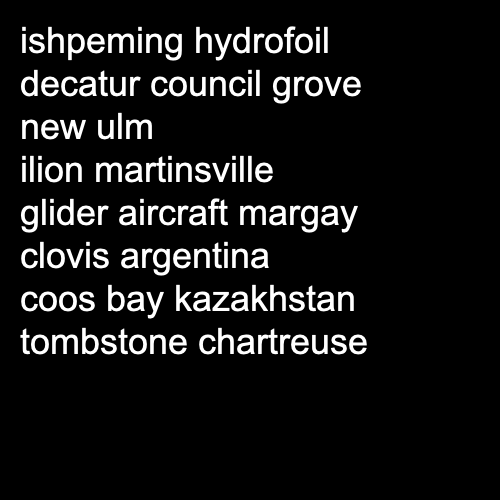 ishpeming hydrofoil
decatur council grove
new ulm
ilion martinsville
glider aircraft margay
clovis argentina
coos bay kazakhstan
tombstone chartreuse